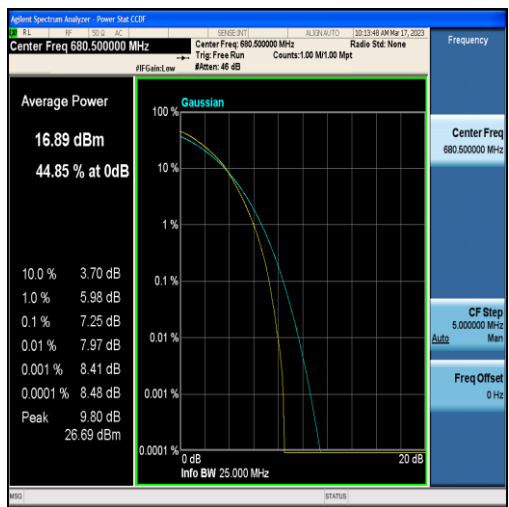 Agilent Spectrum Analyzer - Power Stat CCDF
RL RF 50 Ω AC SENSE:INT ALIGN AUTO 10:13:48 AM Mar 17, 2023
Center Freq 680.500000 MHz
Center Freq: 680.500000 MHz Radio Std: None
Trig: Free Run Counts:1.00 M/1.00 Mpt
#IFGain:Low #Atten: 46 dB
Frequency
Average Power
16.89 dBm
44.85 % at 0dB
10.0 % 3.70 dB
1.0 % 5.98 dB
0.1 % 7.25 dB
0.01 % 7.97 dB
0.001 % 8.41 dB
0.0001 % 8.48 dB
Peak 9.80 dB
26.69 dBm
Gaussian
100 %
10 %
1 %
0.1 %
0.01 %
0.001 %
0.0001 %
0 dB 20 dB
Info BW 25.000 MHz
Center Freq
680.500000 MHz
CF Step
5.000000 MHz
Auto Man
Freq Offset
0 Hz
MSG STATUS